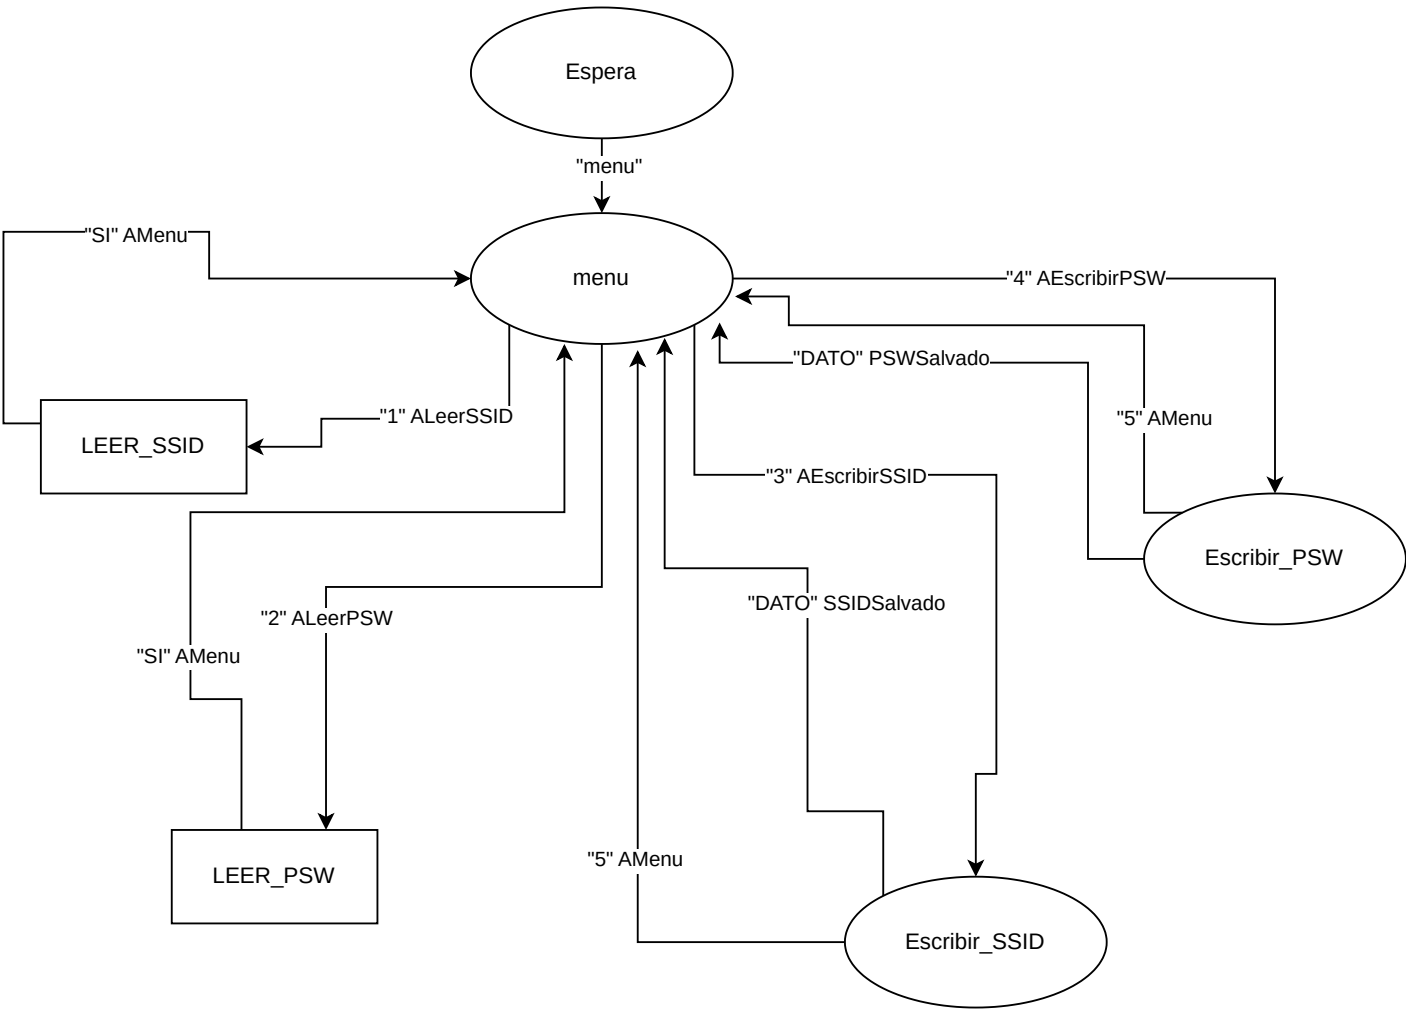 Espera
"menu"
"SI" AMenu
menu
"4" AEscribirPSW
"DATO" PSWSalvado
"1" ALeerSSID
"5" AMenu
LEER_SSID
"3" AEscribirSSID
Escribir_PSW
"DATO" SSIDSalvado
"2" ALeerPSW
"SI" AMenu
"5" AMenu
LEER_PSW
Escribir_SSID